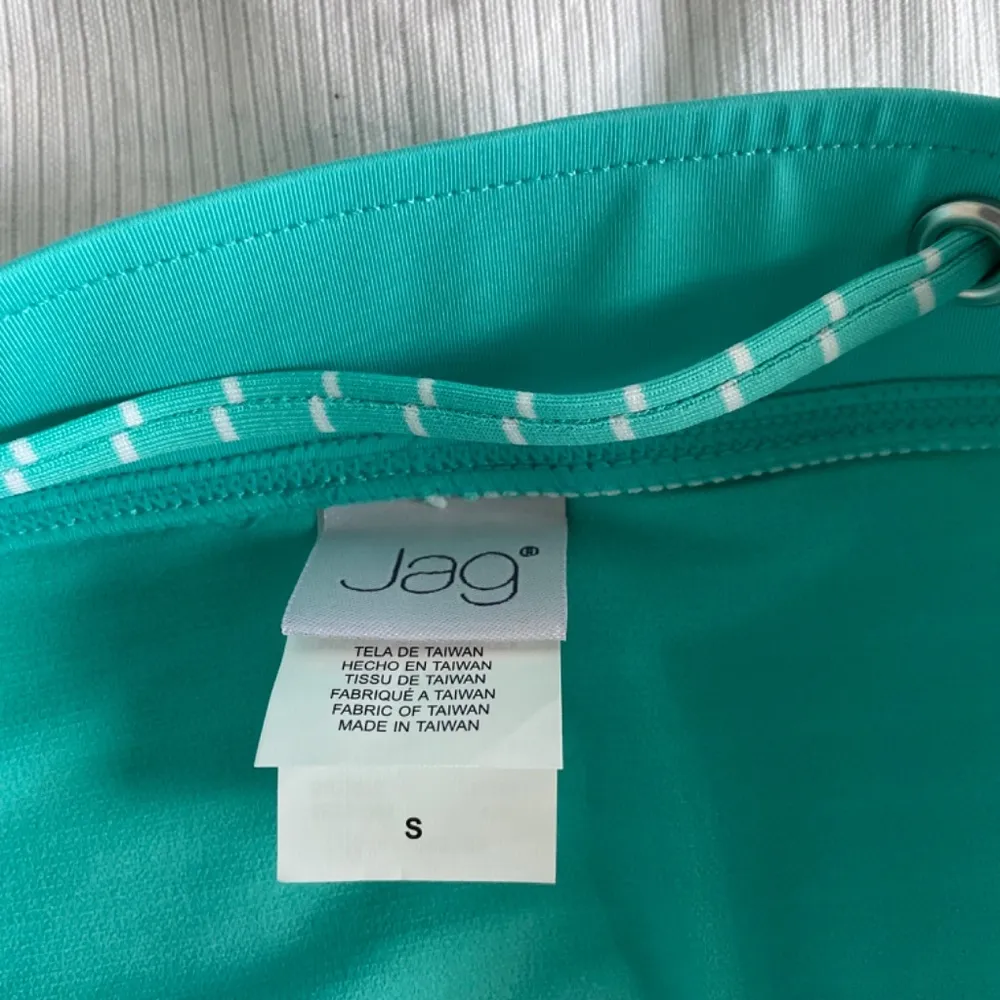 Jag®
TELA DE TAIWAN
HECHO EN TAIWAN
TISSU DE TAIWAN
FABRIQUÉ A TAIWAN
FABRIC OF TAIWAN
MADE IN TAIWAN
S